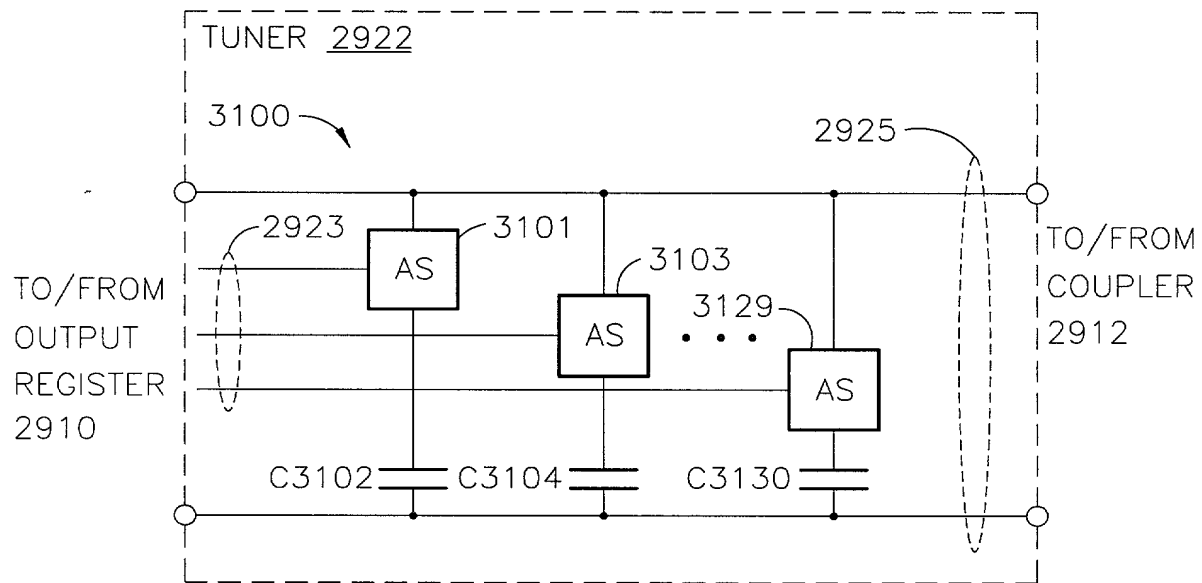 TUNER 2922
3100
2925
2923
3101
TO/FROM
OUTPUT
REGISTER
2910
AS
3103
AS
3129
• • •
AS
TO/FROM
COUPLER
2912
C3102
C3104
C3130